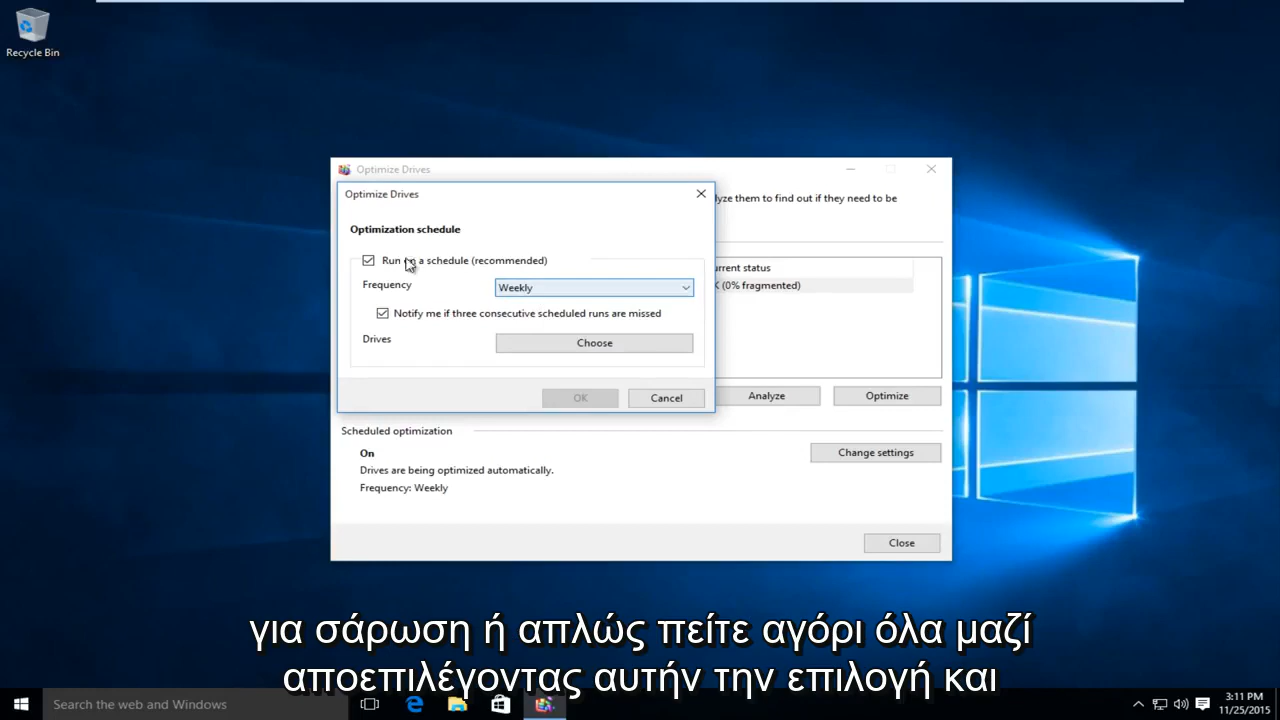 Recycle Bin
Optimize Drives
Optimize Drives
lyze them to find out if they need to be
Optimization schedule
Run on a schedule (recommended)
urrent status
Frequency
Weekly
K (0% fragmented)
Notify me if three consecutive scheduled runs are missed
Drives
Choose
OK
Cancel
Analyze
Optimize
Scheduled optimization
On
Change settings
Drives are being optimized automatically.
Frequency: Weekly
Close
για σάρωση ή απλώς πείτε αγόρι όλα μαζί
αποεπιλέγοντας αυτήν την επιλογή και
Search the web and Windows
3:11 PM
11/25/2015